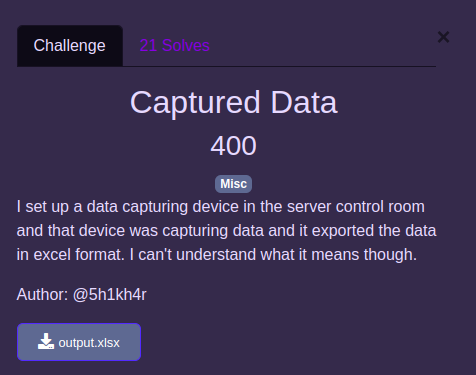 Challenge
21 Solves
×
Captured Data
400
Misc
I set up a data capturing device in the server control room
and that device was capturing data and it exported the data
in excel format. I can't understand what it means though.
Author: @5h1kh4r
output.xlsx